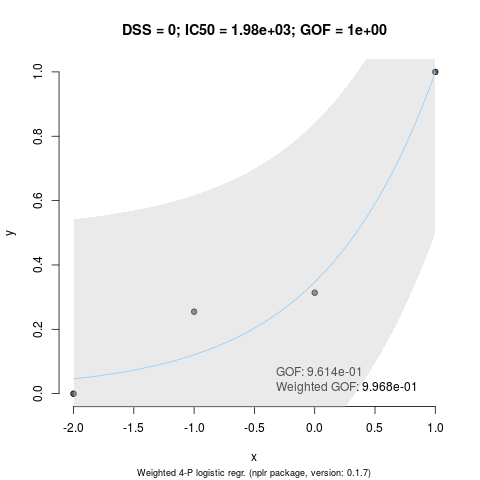 DSS = 0; IC50 = 1.98e+03; GOF = 1e+00
1.0
0.8
0.6
y
0.4
0.2
0.0
GOF: 9.614e-01
Weighted GOF: 9.968e-01
-2.0 -1.5 -1.0 -0.5 0.0 0.5 1.0
x
Weighted 4-P logistic regr. (nplr package, version: 0.1.7)